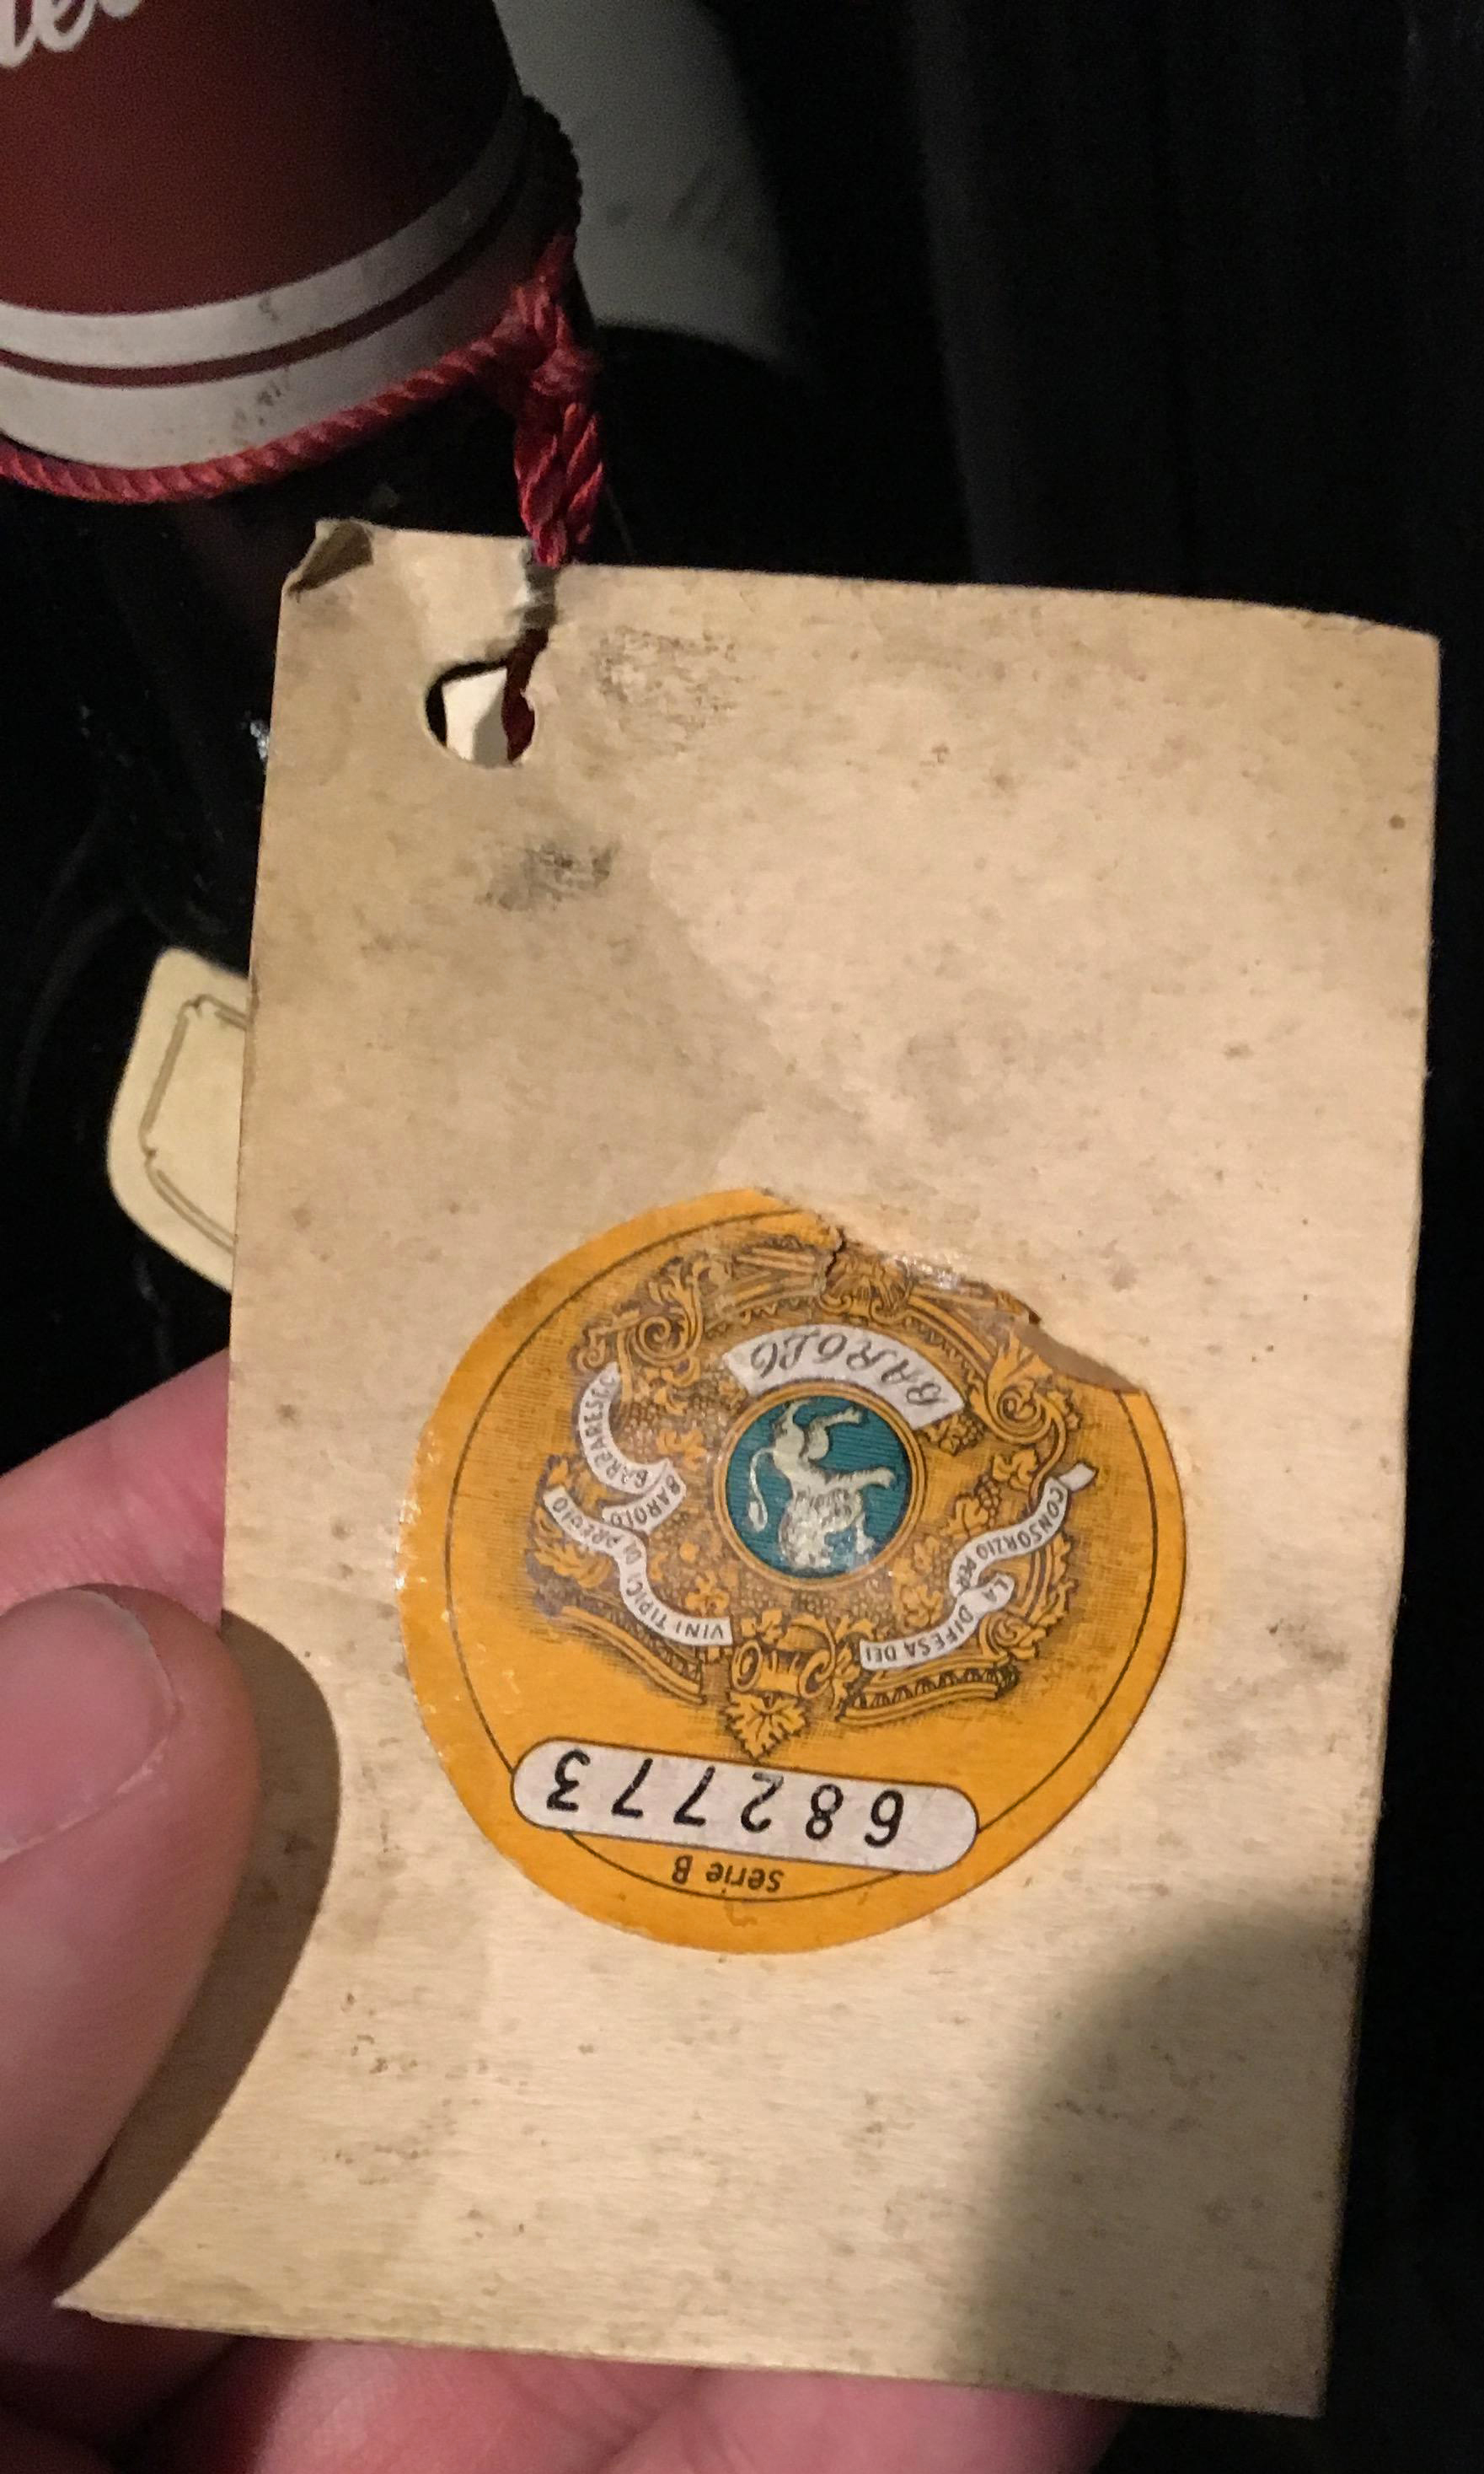 BAROLO
CONSORZIO PER
LA DIFESA DEI
VINI TIPICI DI PREGIO
BAROLO
BARBARESCO
682773
serie B